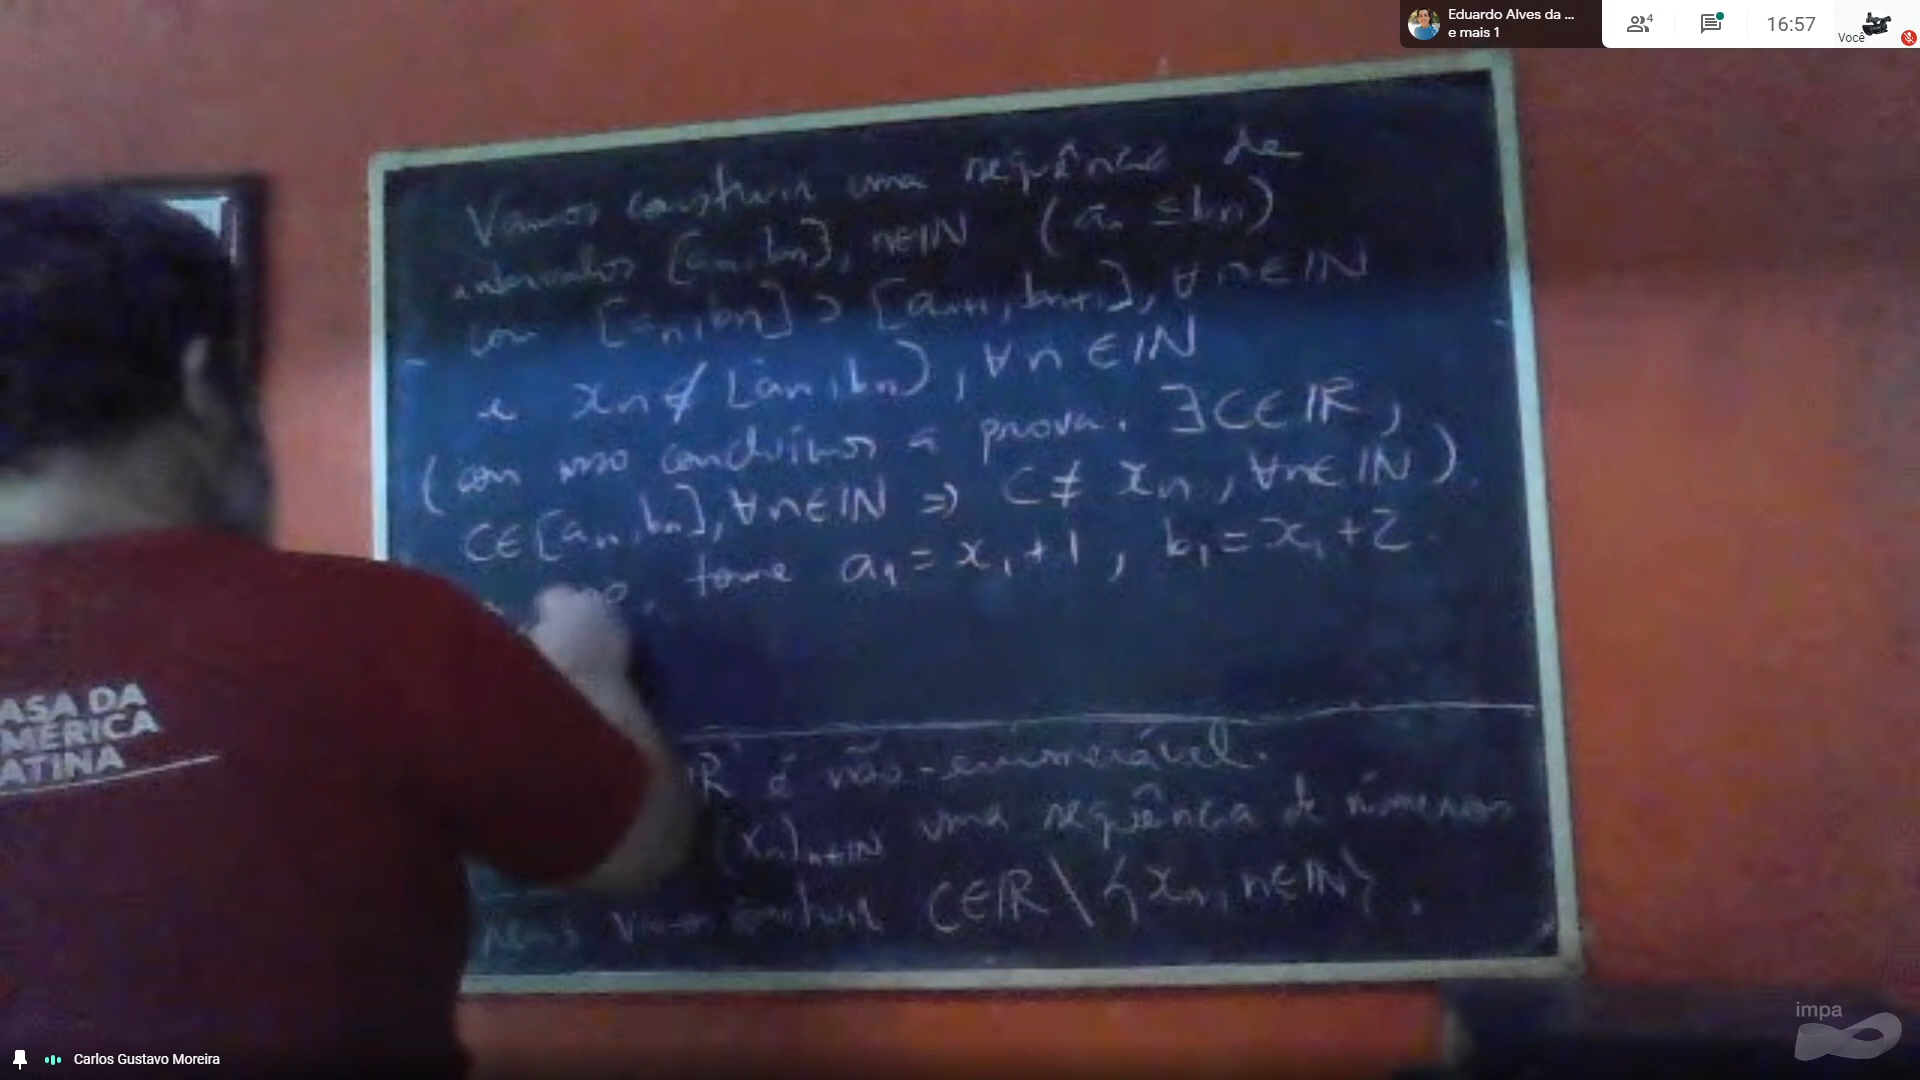 Eduardo Alves da ...
e mais 1
4
16:57
Você
Vamos construir uma sequência de
intervalos [an, bn], n∈IN (an ≤ bn)
com [an, bn] ⊃ [an+1, bn+1], ∀n∈IN
e xn ∉ [an, bn], ∀n∈IN
(com isso concluímos a prova. ∃c∈IR,
c∈[an, bn], ∀n∈IN ⇒ c ≠ xn, ∀n∈IN).
tome a1 = x1+1, b1 = x1+2.
IR é não-enumerável.
(xn)n∈IN uma sequência de números
c∈IR \ {xn, n∈IN}.
ASA DA
MÉRICA
ATINA
impa
Carlos Gustavo Moreira